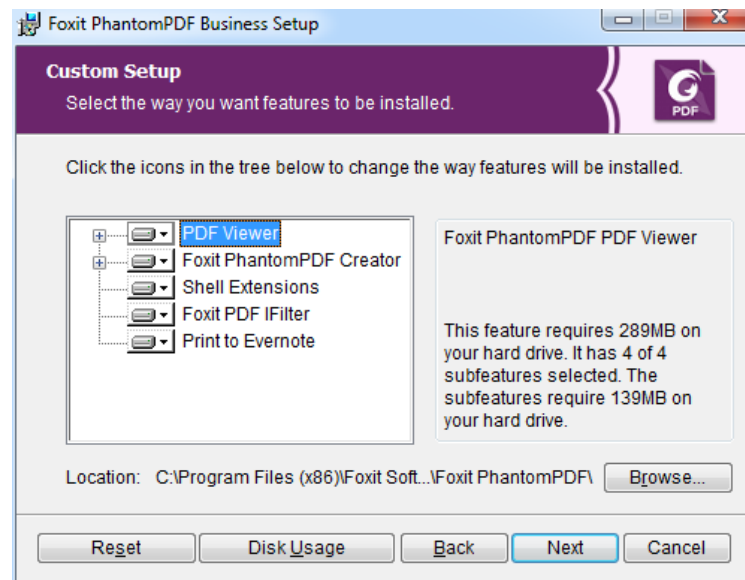 Foxit PhantomPDF Business Setup
Custom Setup
Select the way you want features to be installed.
PDF
Click the icons in the tree below to change the way features will be installed.
PDF Viewer
Foxit PhantomPDF Creator
Shell Extensions
Foxit PDF IFilter
Print to Evernote
Foxit PhantomPDF PDF Viewer
This feature requires 289MB on
your hard drive. It has 4 of 4
subfeatures selected. The
subfeatures require 139MB on
your hard drive.
Location: C:\Program Files (x86)\Foxit Soft...\Foxit PhantomPDF\ Browse...
Reset Disk Usage Back Next Cancel